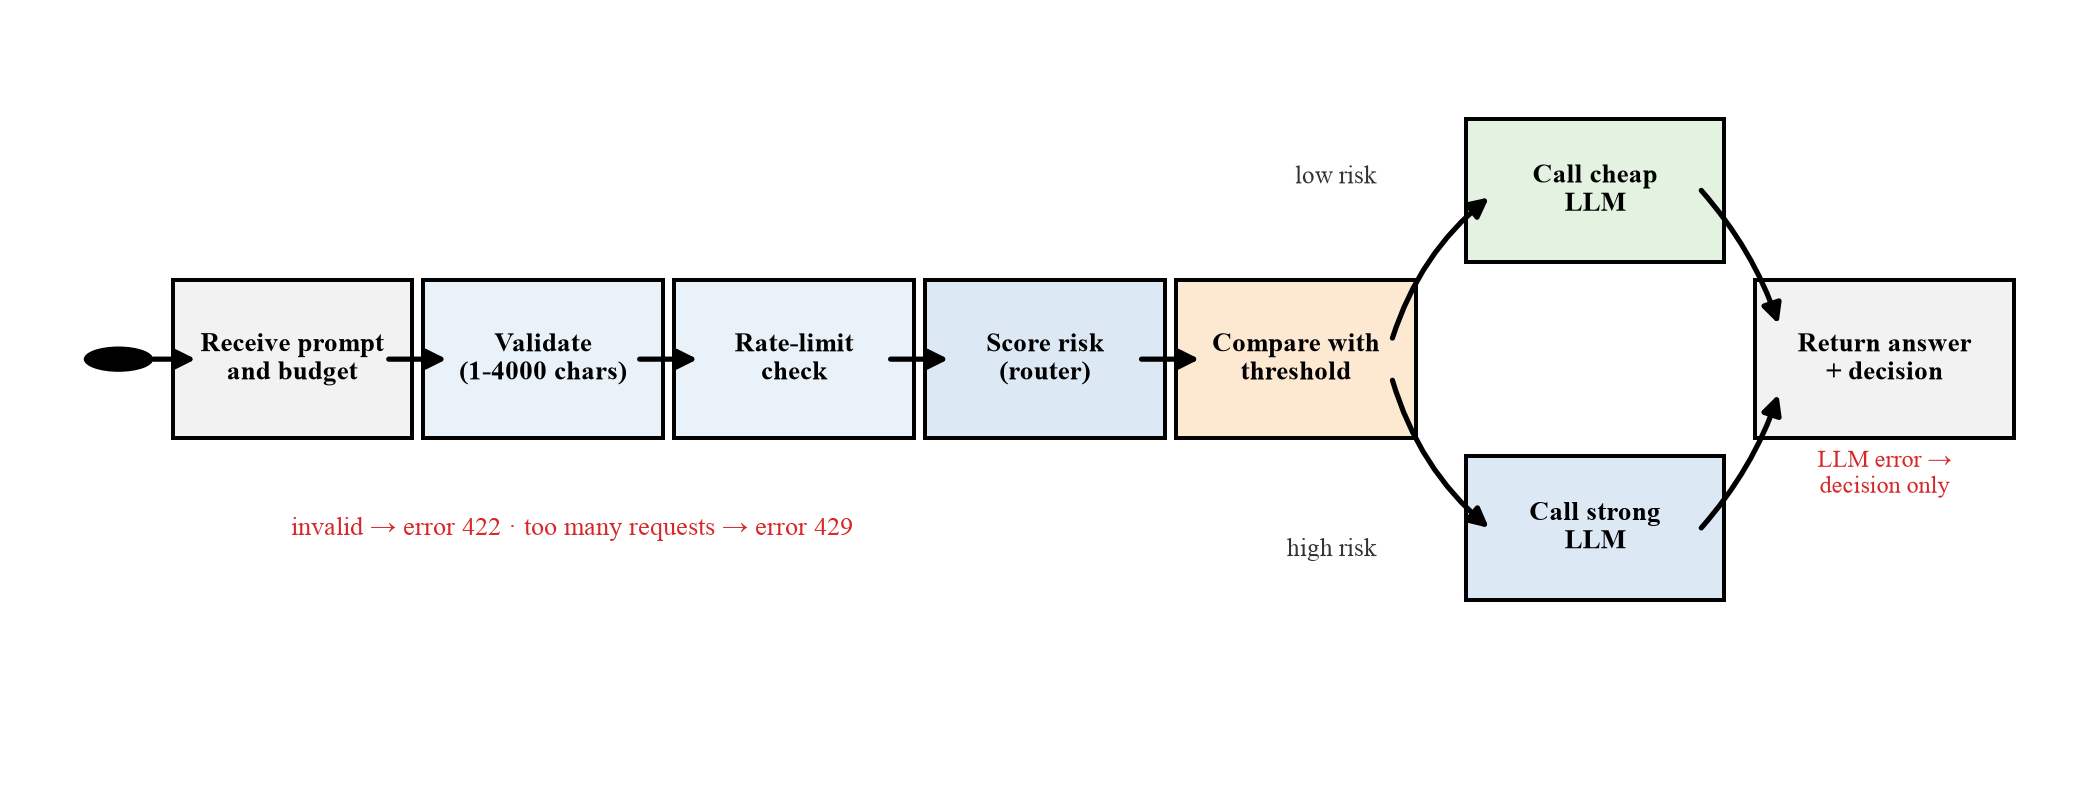 Receive prompt
and budget
Validate
(1-4000 chars)
Rate-limit
check
Score risk
(router)
Compare with
threshold
low risk
high risk
Call cheap
LLM
Call strong
LLM
Return answer
+ decision
LLM error →
decision only
invalid → error 422 · too many requests → error 429